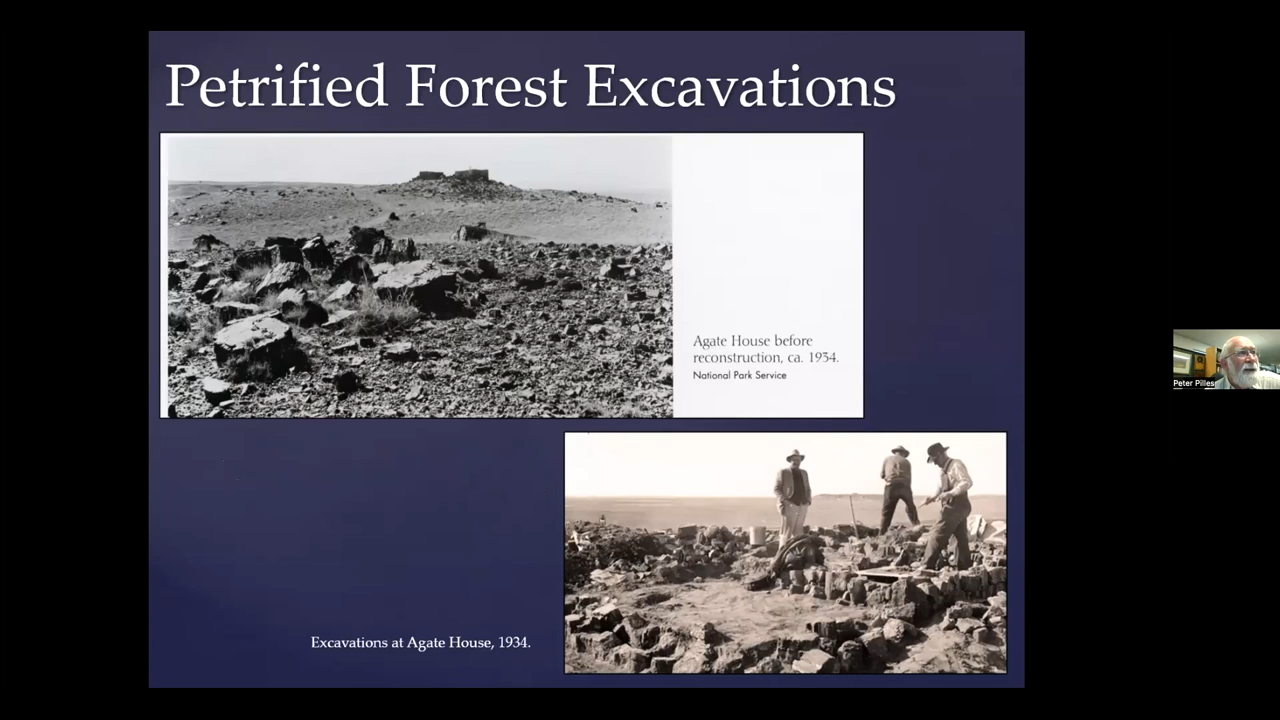 Petrified Forest Excavations
Agate House before
reconstruction, ca. 1934.
National Park Service
Excavations at Agate House, 1934.
Peter Pilles